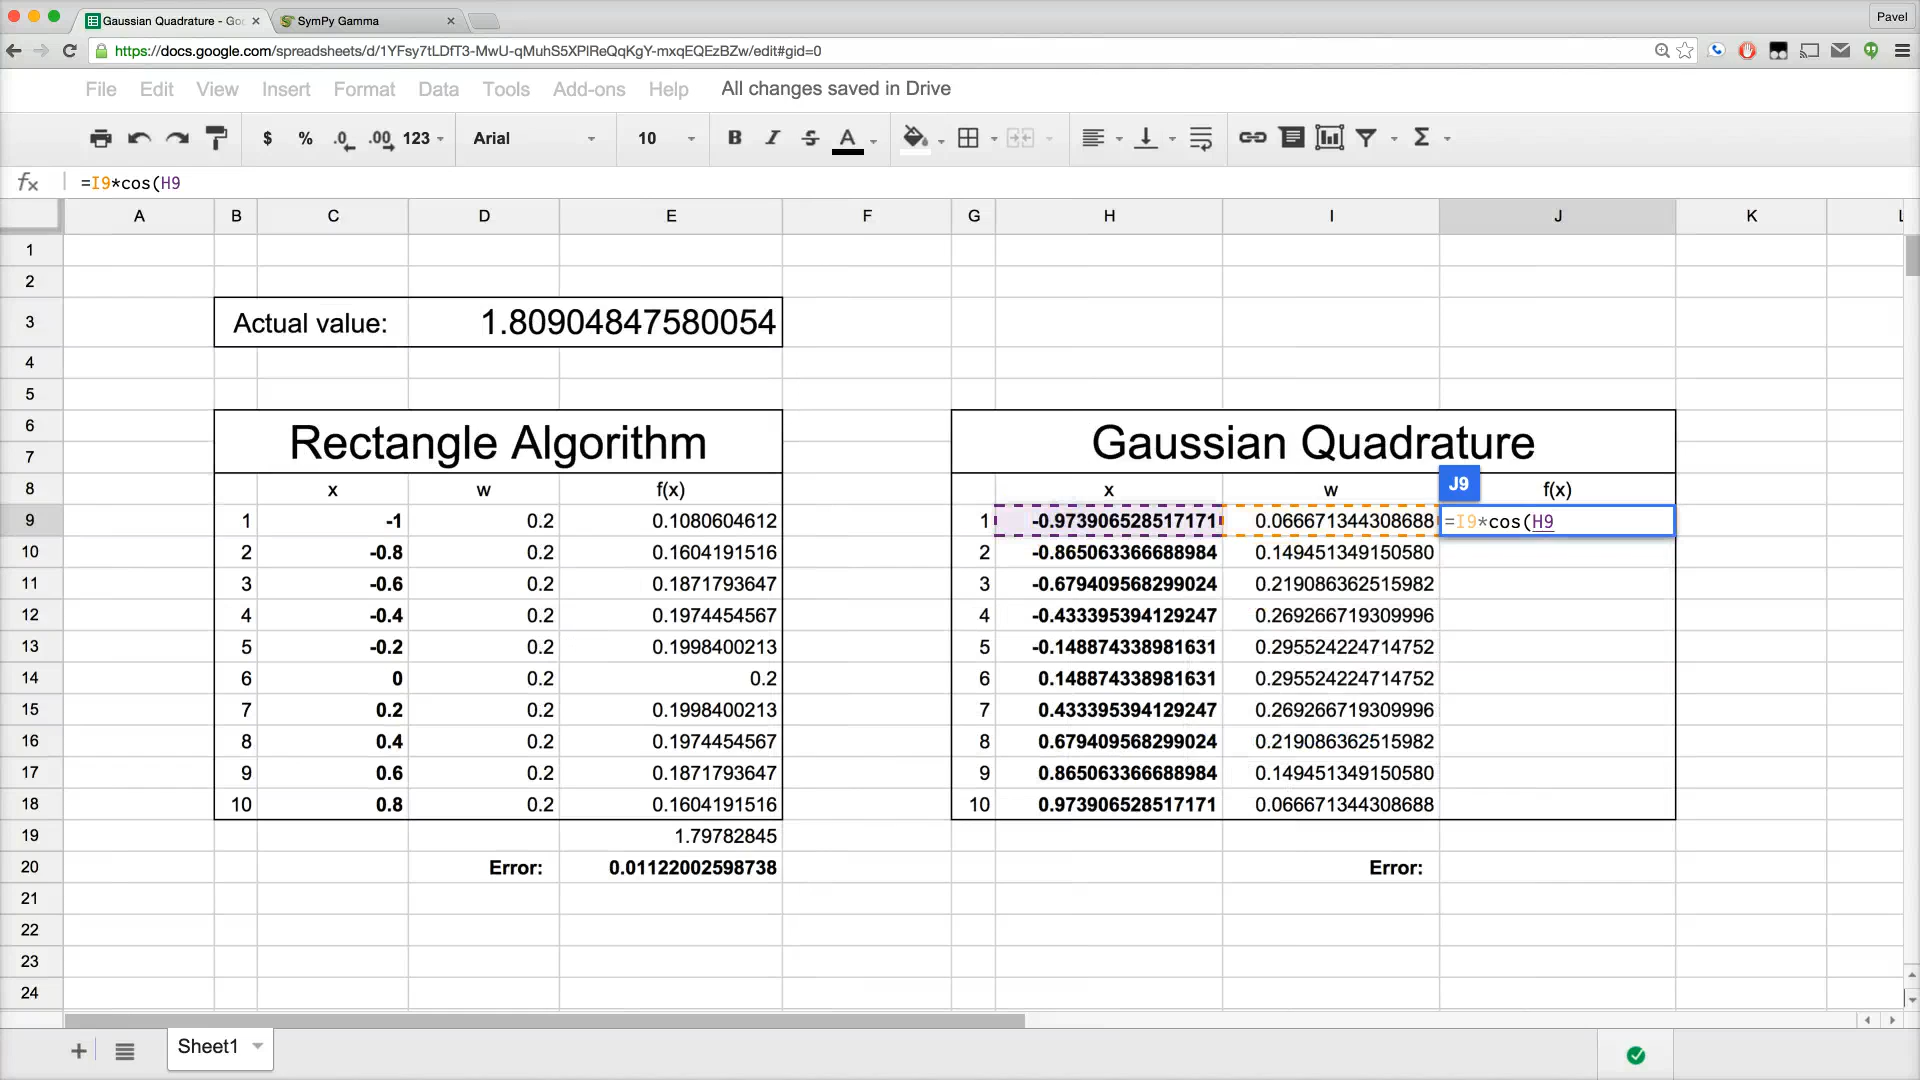 Gaussian Quadrature - Goo
SymPy Gamma
Pavel
https://docs.google.com/spreadsheets/d/1YFsy7tLDfT3-MwU-qMuhS5XPlReQqKgY-mxqEQEzBZw/edit#gid=0
File Edit View Insert Format Data Tools Add-ons Help All changes saved in Drive
$ % .0 .00 123 Arial 10 B I S A Σ
fx =I9*cos(H9
A B C D E F G H I J K L
1
2
3 Actual value: 1.80904847580054
4
5
6 Rectangle Algorithm Gaussian Quadrature
7
8 x w f(x) x w J9 f(x)
9 1 -1 0.2 0.1080604612 1 -0.973906528517171 0.066671344308688 =I9*cos(H9
10 2 -0.8 0.2 0.1604191516 2 -0.865063366688984 0.149451349150580
11 3 -0.6 0.2 0.1871793647 3 -0.679409568299024 0.219086362515982
12 4 -0.4 0.2 0.1974454567 4 -0.433395394129247 0.269266719309996
13 5 -0.2 0.2 0.1998400213 5 -0.148874338981631 0.295524224714752
14 6 0 0.2 0.2 6 0.148874338981631 0.295524224714752
15 7 0.2 0.2 0.1998400213 7 0.433395394129247 0.269266719309996
16 8 0.4 0.2 0.1974454567 8 0.679409568299024 0.219086362515982
17 9 0.6 0.2 0.1871793647 9 0.865063366688984 0.149451349150580
18 10 0.8 0.2 0.1604191516 10 0.973906528517171 0.066671344308688
19 1.79782845
20 Error: 0.01122002598738 Error:
21
22
23
24
Sheet1